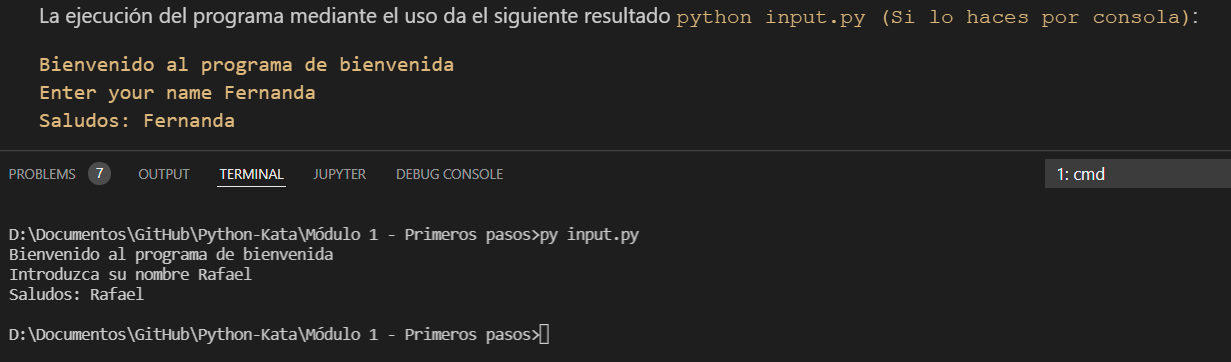 La ejecución del programa mediante el uso da el siguiente resultado python input.py (Si lo haces por consola):
Bienvenido al programa de bienvenida
Enter your name Fernanda
Saludos: Fernanda
PROBLEMS 7 OUTPUT TERMINAL JUPYTER DEBUG CONSOLE 1: cmd
D:\Documentos\GitHub\Python-Kata\Módulo 1 - Primeros pasos>py input.py
Bienvenido al programa de bienvenida
Introduzca su nombre Rafael
Saludos: Rafael
D:\Documentos\GitHub\Python-Kata\Módulo 1 - Primeros pasos>